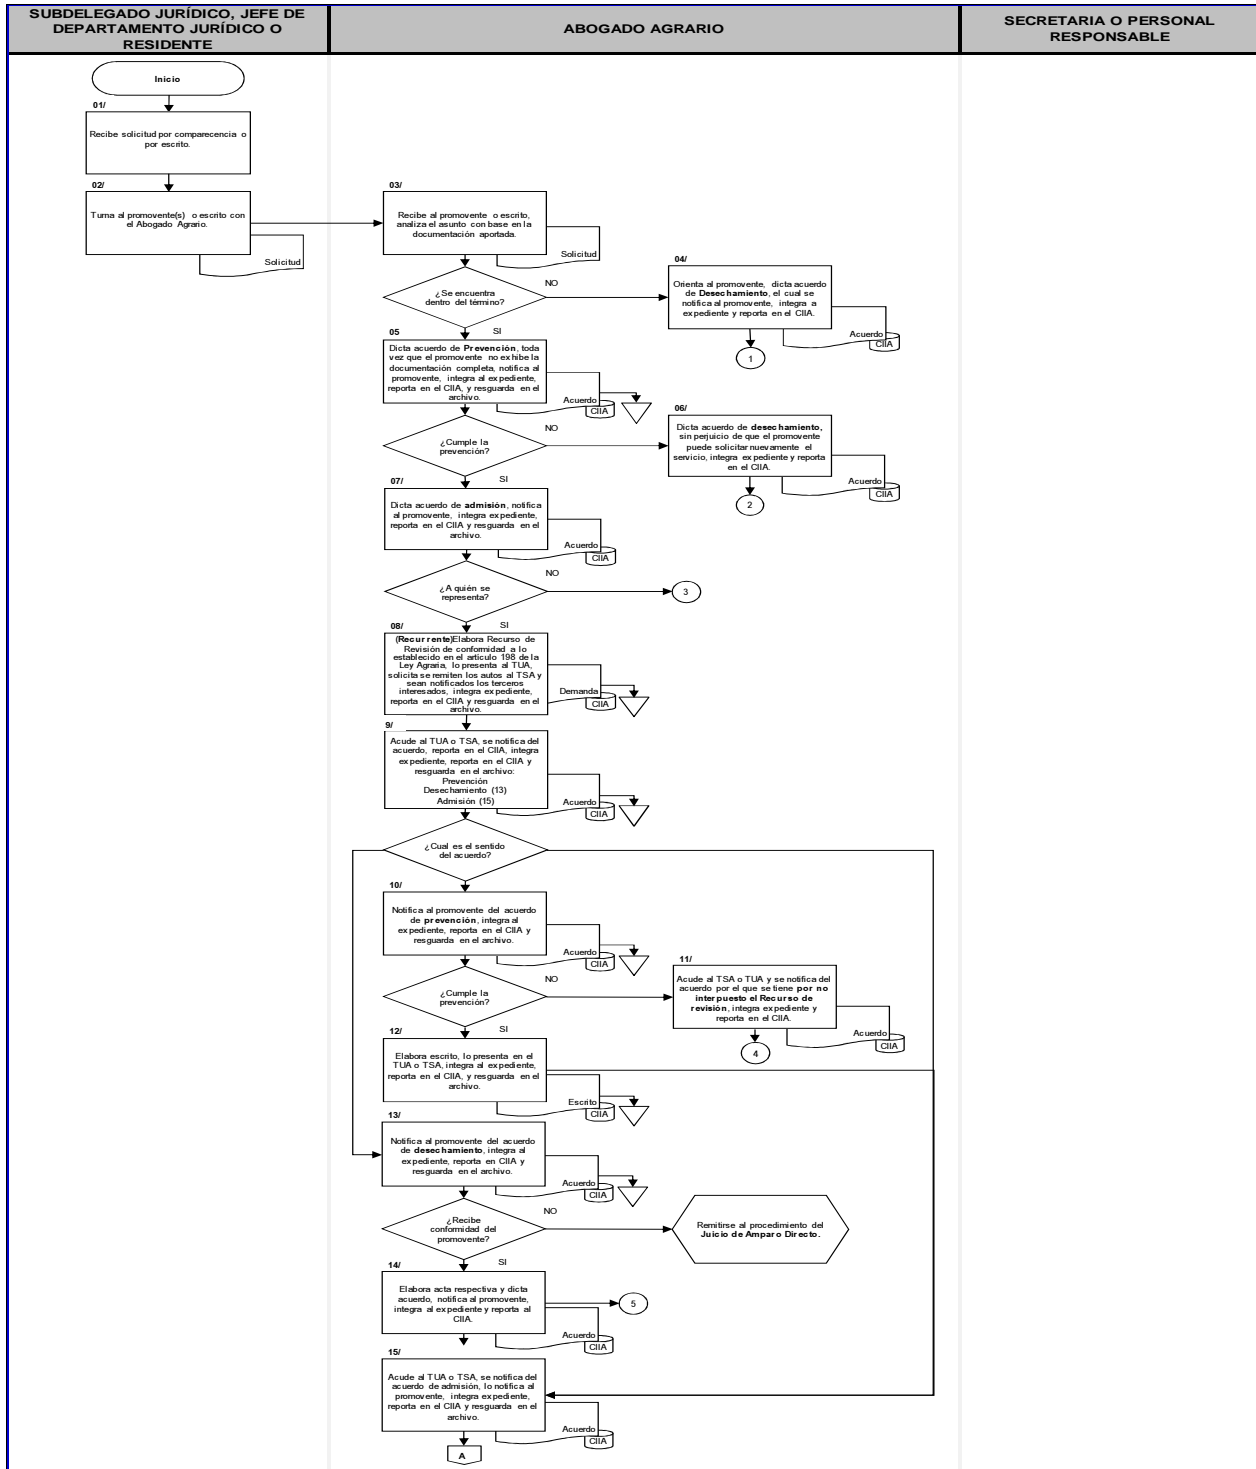 SUBDELEGADO JURÍDICO, JEFE DE
DEPARTAMENTO JURÍDICO O
RESIDENTE
ABOGADO AGRARIO
SECRETARIA O PERSONAL
RESPONSABLE
Inicio
01/
Recibe solicitud por comparecencia o
por escrito.
02/
Turna al promovente(s) o escrito con
el Abogado Agrario.
Solicitud
03/
Recibe al promovente o escrito,
analiza el asunto con base en la
documentación aportada.
Solicitud
¿Se encuentra
dentro del término?
NO
SI
04/
Orienta al promovente, dicta acuerdo
de Desechamiento, el cual se
notifica al promovente, integra a
expediente y reporta en el CIIA.
Acuerdo
CIIA
1
05
Dicta acuerdo de Prevención, toda
vez que el promovente no exhibe la
documentación completa, notifica al
promovente, integra al expediente,
reporta en el CIIA, y resguarda en el
archivo.
Acuerdo
CIIA
¿Cumple la
prevención?
NO
SI
06/
Dicta acuerdo de desechamiento,
sin perjuicio de que el promovente
puede solicitar nuevamente el
servicio, integra expediente y reporta
en el CIIA.
Acuerdo
CIIA
2
07/
Dicta acuerdo de admisión, notifica
al promovente, integra expediente,
reporta en el CIIA y resguarda en el
archivo.
Acuerdo
CIIA
¿A quién se
representa?
NO
3
SI
08/
(Recurrente)Elabora Recurso de
Revisión de conformidad a lo
establecido en el artículo 198 de la
Ley Agraria, lo presenta al TUA,
solicita se remiten los autos al TSA y
sean notificados los terceros
interesados, integra expediente,
reporta en el CIIA y resguarda en el
archivo.
Demanda
CIIA
9/
Acude al TUA o TSA, se notifica del
acuerdo, reporta en el CIIA, integra
expediente, reporta en el CIIA y
resguarda en el archivo:
Prevención
Desechamiento (13)
Admisión (15)
Acuerdo
CIIA
¿Cual es el sentido
del acuerdo?
10/
Notifica al promovente del acuerdo
de prevención, integra al
expediente, reporta en el CIIA y
resguarda en el archivo.
Acuerdo
CIIA
¿Cumple la
prevención?
NO
SI
11/
Acude al TSA o TUA y se notifica del
acuerdo por el que se tiene por no
interpuesto el Recurso de
revisión, integra expediente y
reporta en el CIIA.
Acuerdo
CIIA
4
12/
Elabora escrito, lo presenta en el
TUA o TSA, integra al expediente,
reporta en el CIIA, y resguarda en el
archivo.
Escrito
CIIA
13/
Notifica al promovente del acuerdo
de desechamiento, integra al
expediente, reporta en CIIA y
resguarda en el archivo.
Acuerdo
CIIA
¿Recibe
conformidad del
promovente?
NO
SI
Remitirse al procedimiento del
Juicio de Amparo Directo.
14/
Elabora acta respectiva y dicta
acuerdo, notifica al promovente,
integra al expediente y reporta al
CIIA.
5
Acuerdo
CIIA
15/
Acude al TUA o TSA, se notifica del
acuerdo de admisión, lo notifica al
promovente, integra expediente,
reporta en el CIIA y resguarda en el
archivo.
Acuerdo
CIIA
A